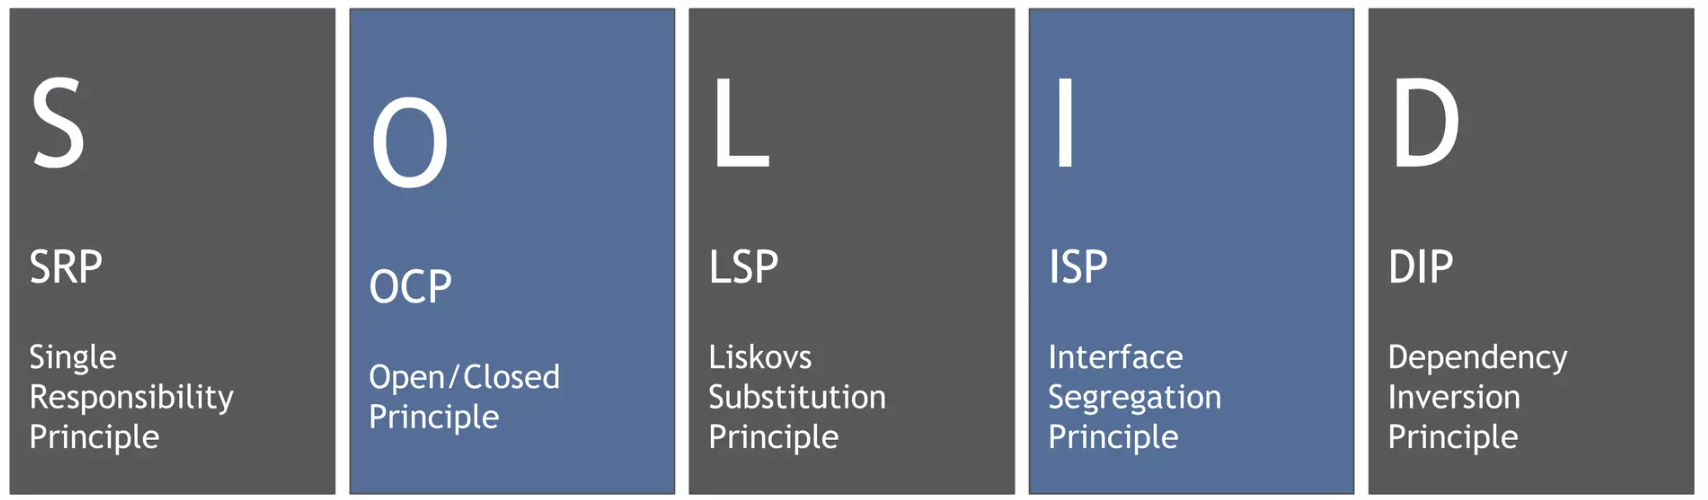 S
SRP
Single
Responsibility
Principle
O
OCP
Open/Closed
Principle
L
LSP
Liskovs
Substitution
Principle
I
ISP
Interface
Segregation
Principle
D
DIP
Dependency
Inversion
Principle